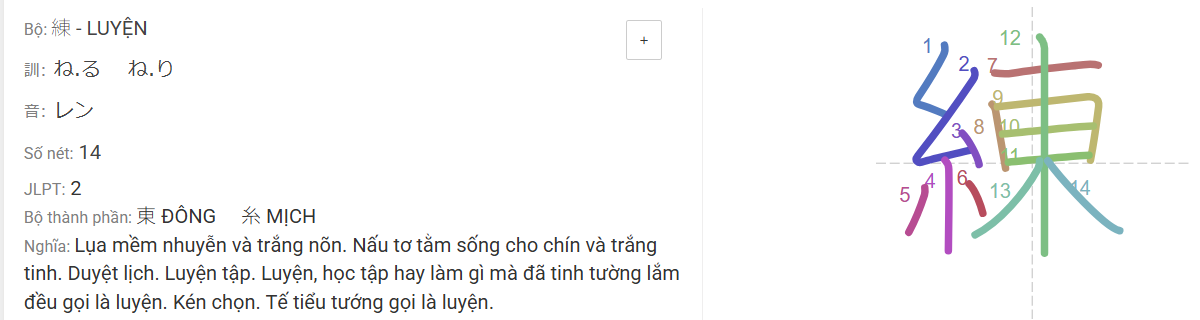 Bộ: 練 - LUYỆN
+
訓: ね.る ね.り
音: レン
Số nét: 14
JLPT: 2
Bộ thành phần: 東 ĐÔNG 糸 MỊCH
Nghĩa: Lụa mềm nhuyễn và trắng nõn. Nấu tơ tằm sống cho chín và trắng
tinh. Duyệt lịch. Luyện tập. Luyện, học tập hay làm gì mà đã tinh tường lắm
đều gọi là luyện. Kén chọn. Tế tiểu tướng gọi là luyện.
練
1
2
3
4
5
6
7
8
9
10
11
12
13
14